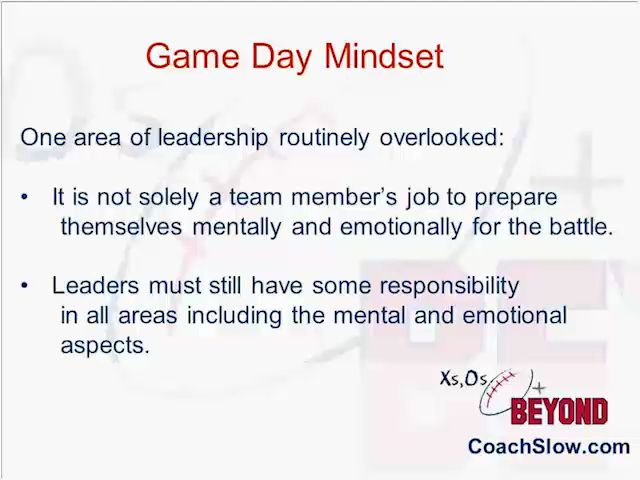 Game Day Mindset
One area of leadership routinely overlooked:
• It is not solely a team member's job to prepare
themselves mentally and emotionally for the battle.
• Leaders must still have some responsibility
in all areas including the mental and emotional
aspects.
Xs,Os +
BEYOND
CoachSlow.com